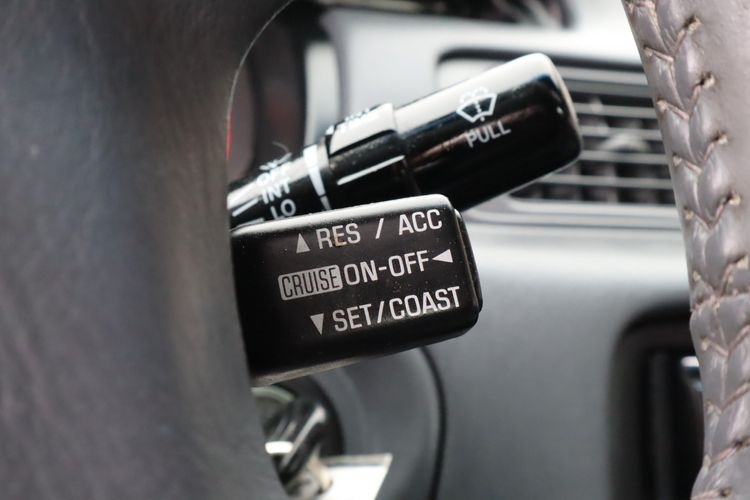 PULL
INT
LO
▲ RES / ACC
CRUISE ON-OFF ◀
▼ SET/COAST